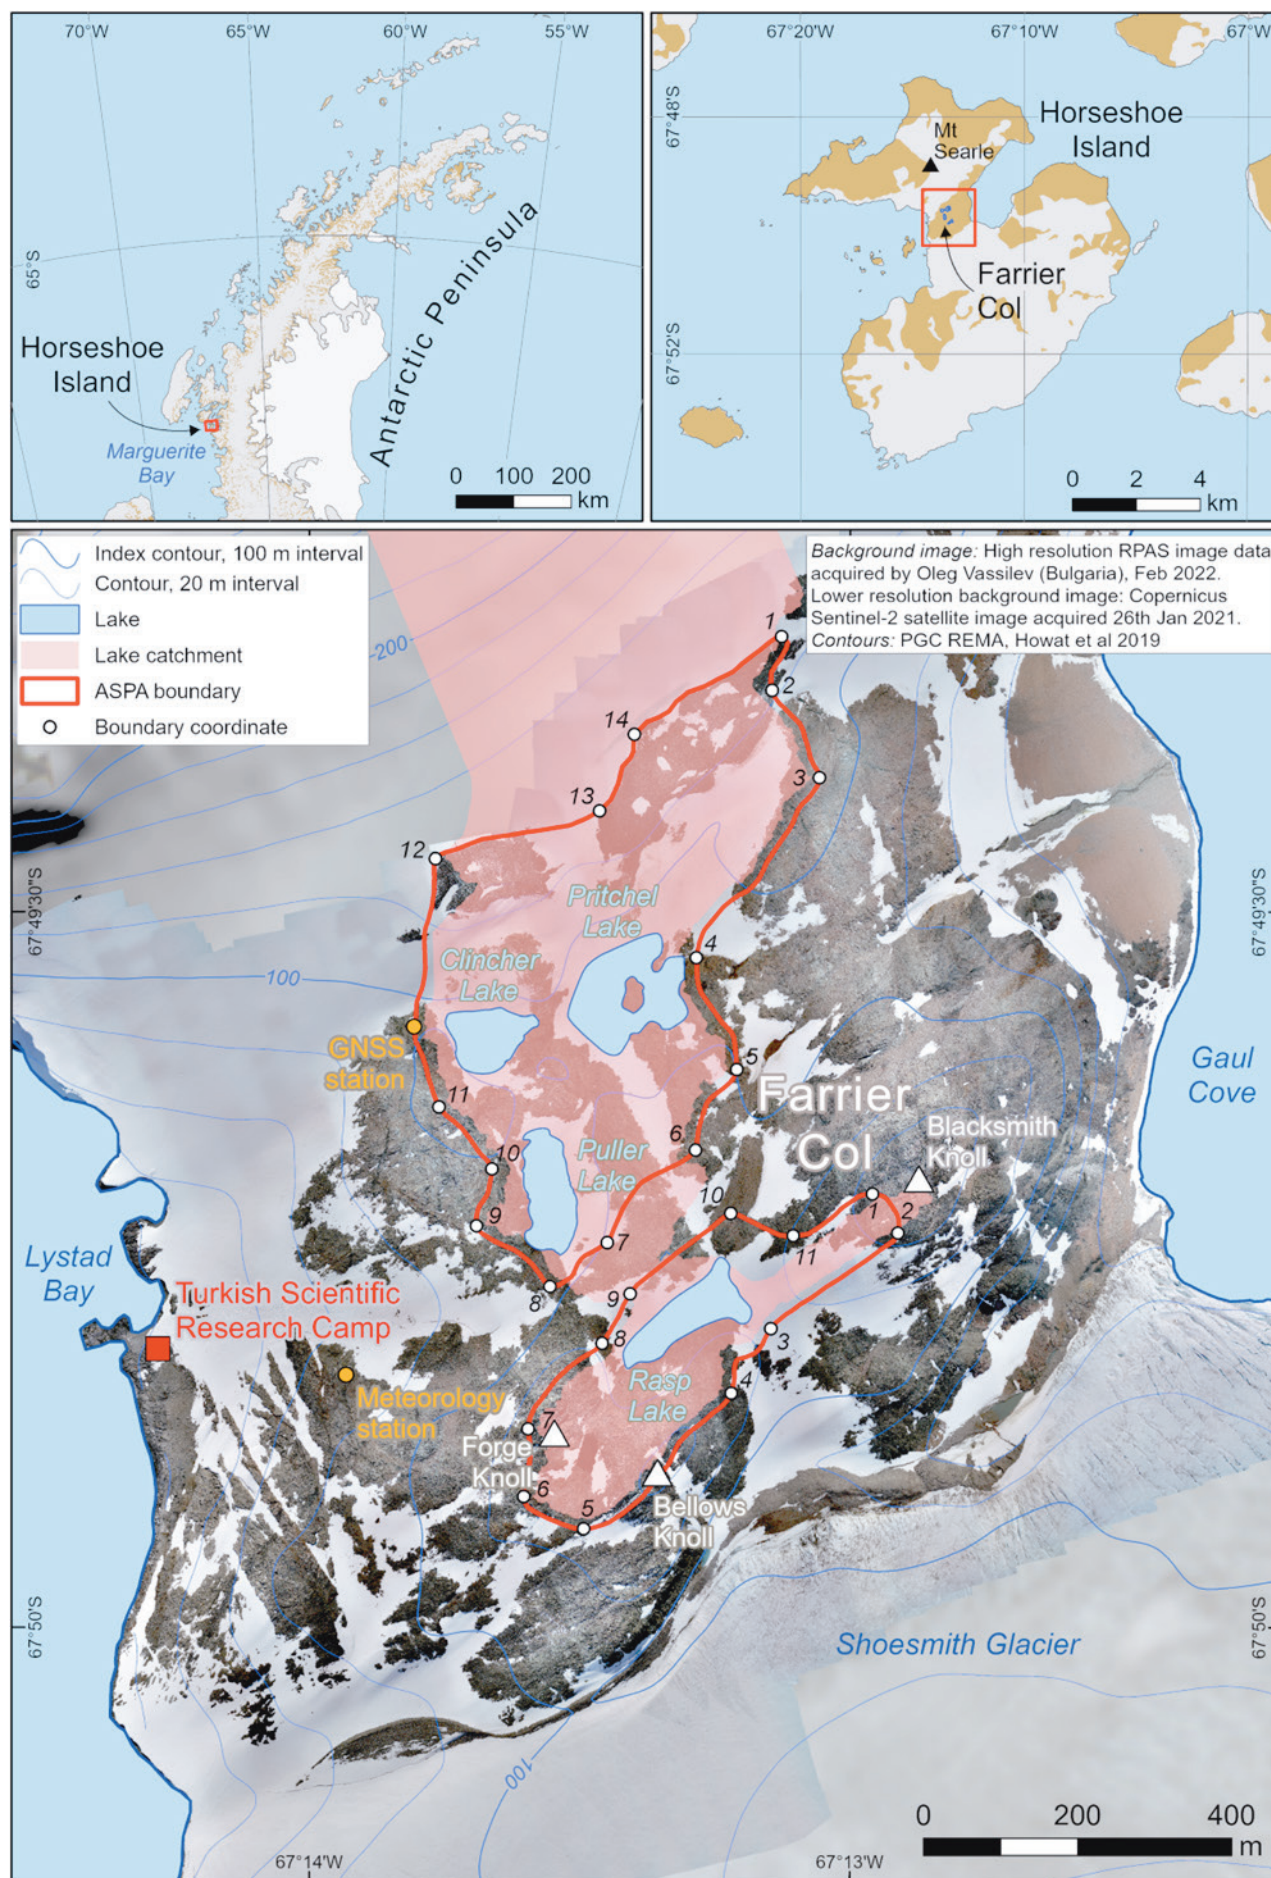 70°W
65°W
60°W
55°W
65°S
Antarctic Peninsula
Horseshoe
Island
Marguerite
Bay
0 100 200
km
67°20'W
67°10'W
67°W
67°48'S
67°52'S
Mt
Searle
Horseshoe
Island
Farrier
Col
0 2 4
km
Index contour, 100 m interval
Contour, 20 m interval
Lake
Lake catchment
ASPA boundary
Boundary coordinate
Background image: High resolution RPAS image data
acquired by Oleg Vassilev (Bulgaria), Feb 2022.
Lower resolution background image: Copernicus
Sentinel-2 satellite image acquired 26th Jan 2021.
Contours: PGC REMA, Howat et al 2019
200
1
2
14
3
13
12
67°49'30"S
67°49'30"S
Pritchel
Lake
4
Clincher
Lake
100
GNSS
station
5
Gaul
Cove
Farrier
Col
11
Blacksmith
Knoll
6
Puller
Lake
10
10
1
2
9
7
11
Lystad
Bay
8
9
Turkish Scientific
Research Camp
8
3
Rasp
Lake
4
Meteorology
station
7
Forge
Knoll
6
5
Bellows
Knoll
67°50'S
67°50'S
Shoesmith Glacier
100
0 200 400
m
67°14'W
67°13'W